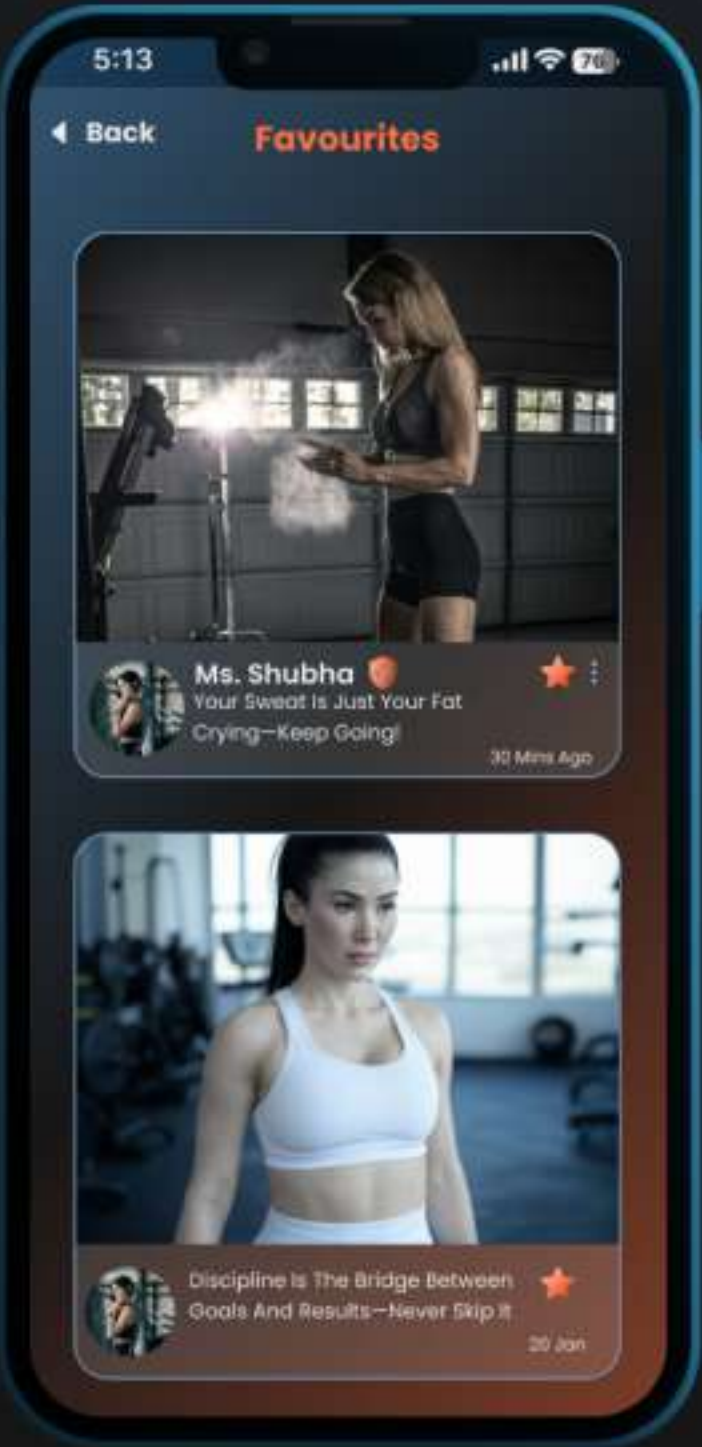 5:13
76
Back
Favourites
Ms. Shubha
Your Sweat Is Just Your Fat
Crying—Keep Going!
30 Mins Ago
Discipline Is The Bridge Between
Goals And Results—Never Skip It
20 Jan